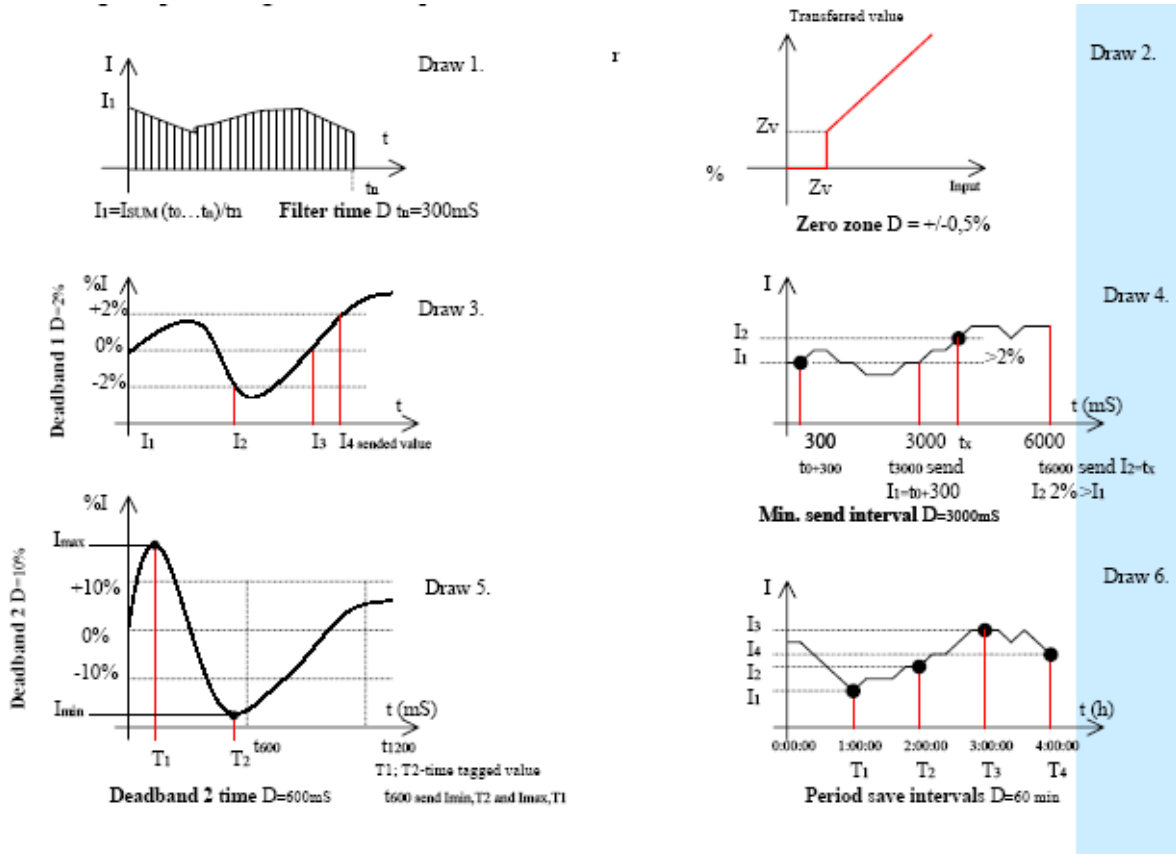 Draw 1.
I
I1
t
tn
I1=ISUM (t0...tn)/tn Filter time D tn=300mS
r
Transferred value
Draw 2.
Zv
%
Zv
Input
Zero zone D = +/-0,5%
Deadband 1 D=2%
%I
+2%
0%
-2%
Draw 3.
t
I1 I2 I3 I4 sended value
Draw 4.
I
I2
I1
>2%
t (mS)
300 3000 tx 6000
t0+300 t3000 send t6000 send I2=tx
I1=t0+300 I2 2%>I1
Min. send interval D=3000mS
Deadband 2 D=10%
%I
Imax
+10%
0%
-10%
Imin
Draw 5.
t (mS)
T1 T2 t600 t1200
T1; T2-time tagged value
Deadband 2 time D=600mS t600 send Imin,T2 and Imax,T1
Draw 6.
I
I3
I4
I2
I1
t (h)
0:00:00 1:00:00 2:00:00 3:00:00 4:00:00
T1 T2 T3 T4
Period save intervals D=60 min